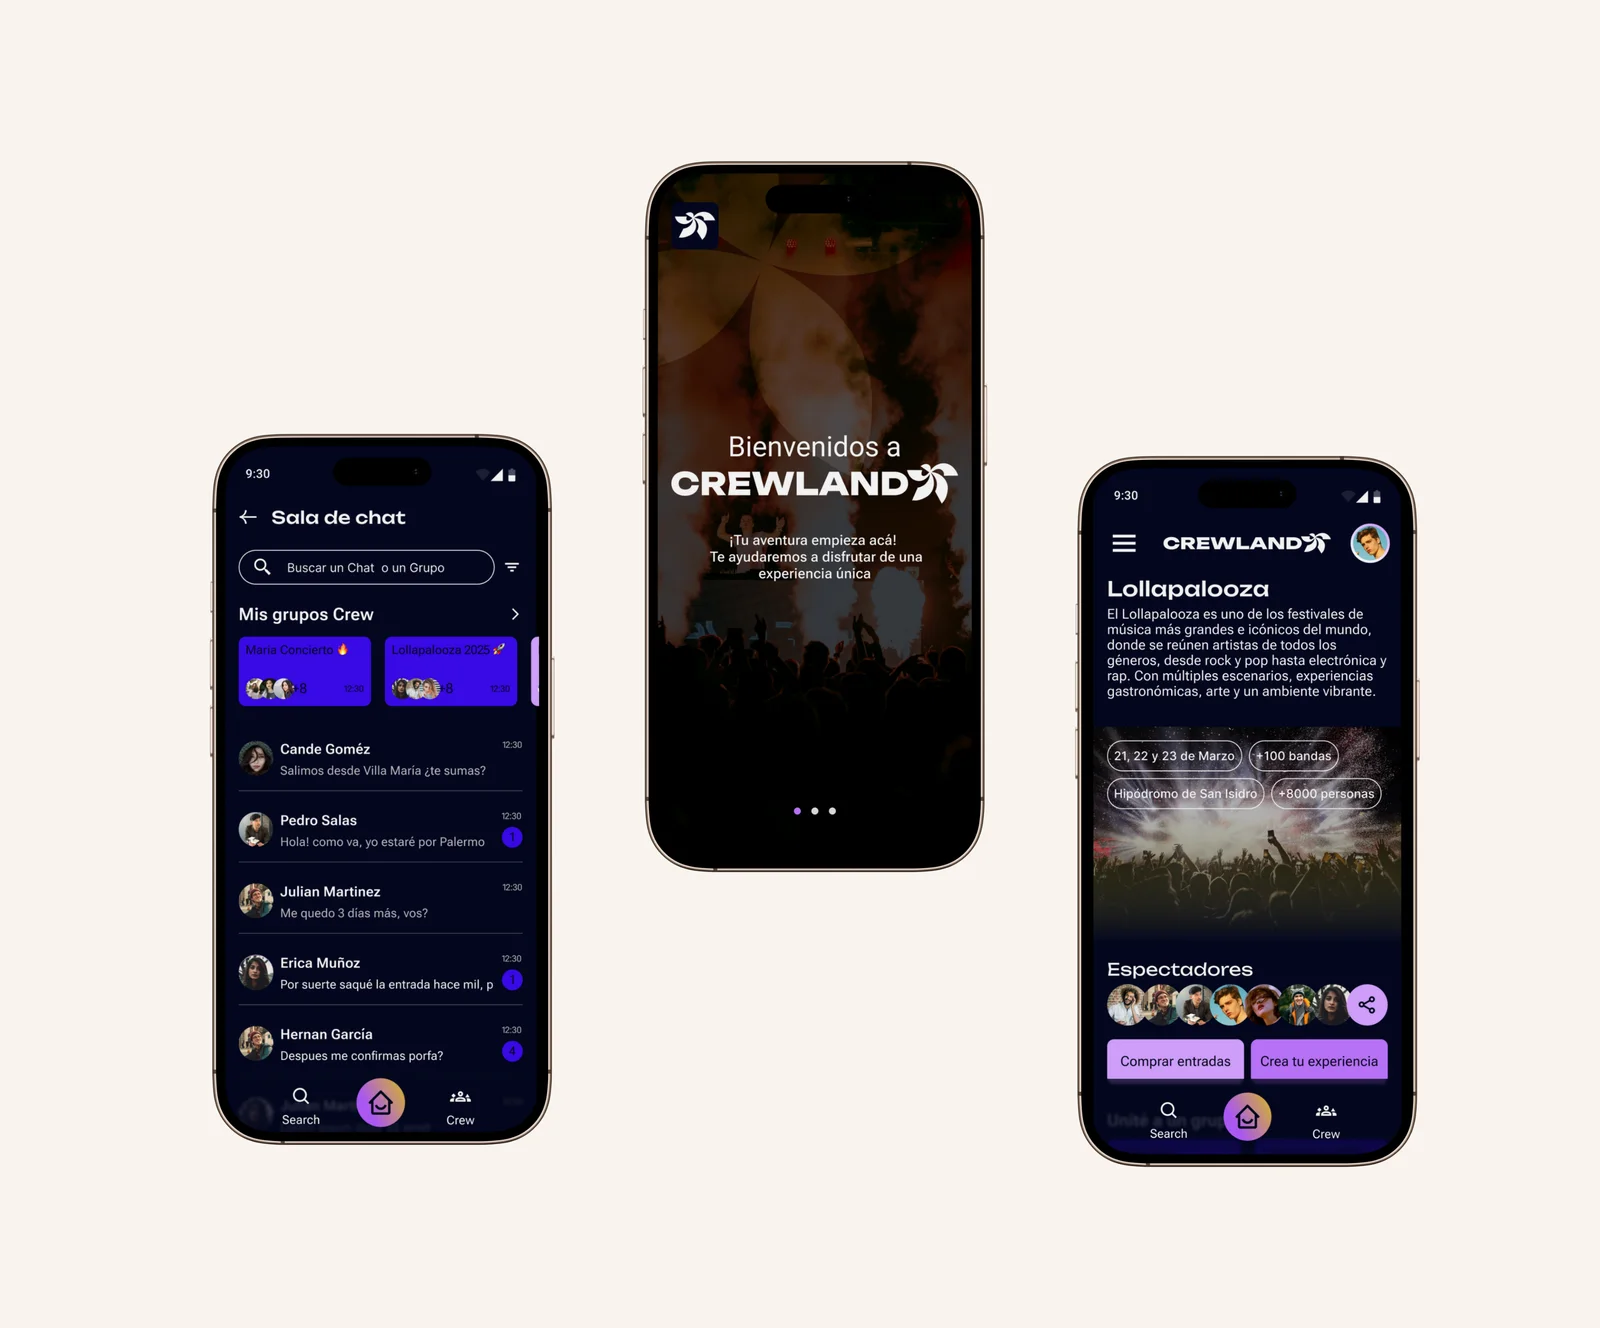 9:30
Sala de chat
Buscar un Chat o un Grupo
Mis grupos Crew
María Concierto 🔥
+8
12:30
Lollapalooza 2025 🚀
+8
12:30
Cande Goméz
12:30
Salimos desde Villa María ¿te sumas?
Pedro Salas
12:30
Hola! como va, yo estaré por Palermo
1
Julian Martinez
12:30
Me quedo 3 días más, vos?
Erica Muñoz
12:30
Por suerte saqué la entrada hace mil, p
1
Hernan García
12:30
Despues me confirmas porfa?
4
Search
Crew
Bienvenidos a
CREWLAND
¡Tu aventura empieza acá!
Te ayudaremos a disfrutar de una
experiencia única
9:30
CREWLAND
Lollapalooza
El Lollapalooza es uno de los festivales de
música más grandes e icónicos del mundo,
donde se reúnen artistas de todos los
géneros, desde rock y pop hasta electrónica y
rap. Con múltiples escenarios, experiencias
gastronómicas, arte y un ambiente vibrante.
21, 22 y 23 de Marzo
+100 bandas
Hipódromo de San Isidro
+8000 personas
Espectadores
Comprar entradas
Crea tu experiencia
Unité a un grup
Search
Crew